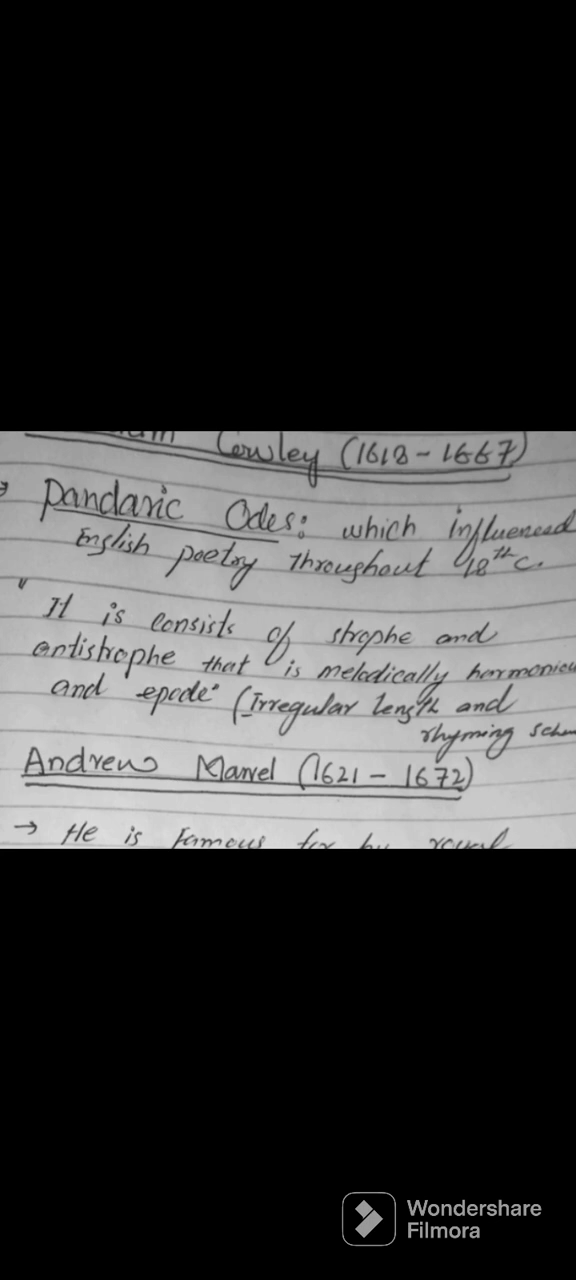 Cowley (1618 - 1667)
→ Pandaric Odes: which influenced
English poetry throughout 18th C.
" It is consists of strophe and
antistrophe that is melodically
and epode" (Irregular length and
rhyming
Andrew Marvel (1621 - 1672)
→ He is Famous for
Wondershare
Filmora